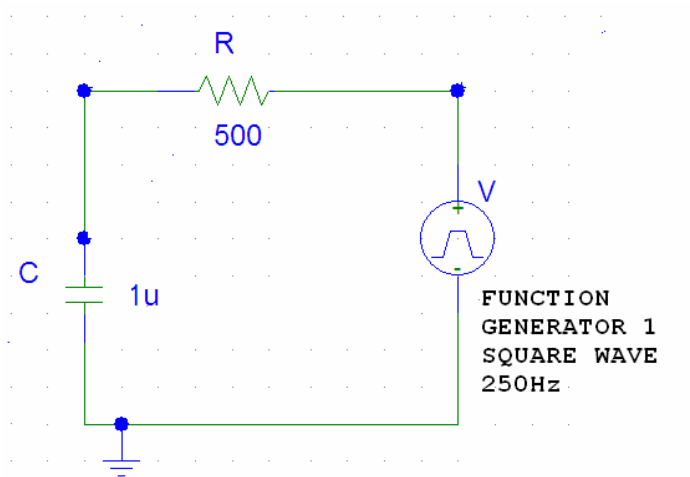 R
500
V
+
C
1u
-
FUNCTION
GENERATOR 1
SQUARE WAVE
250Hz